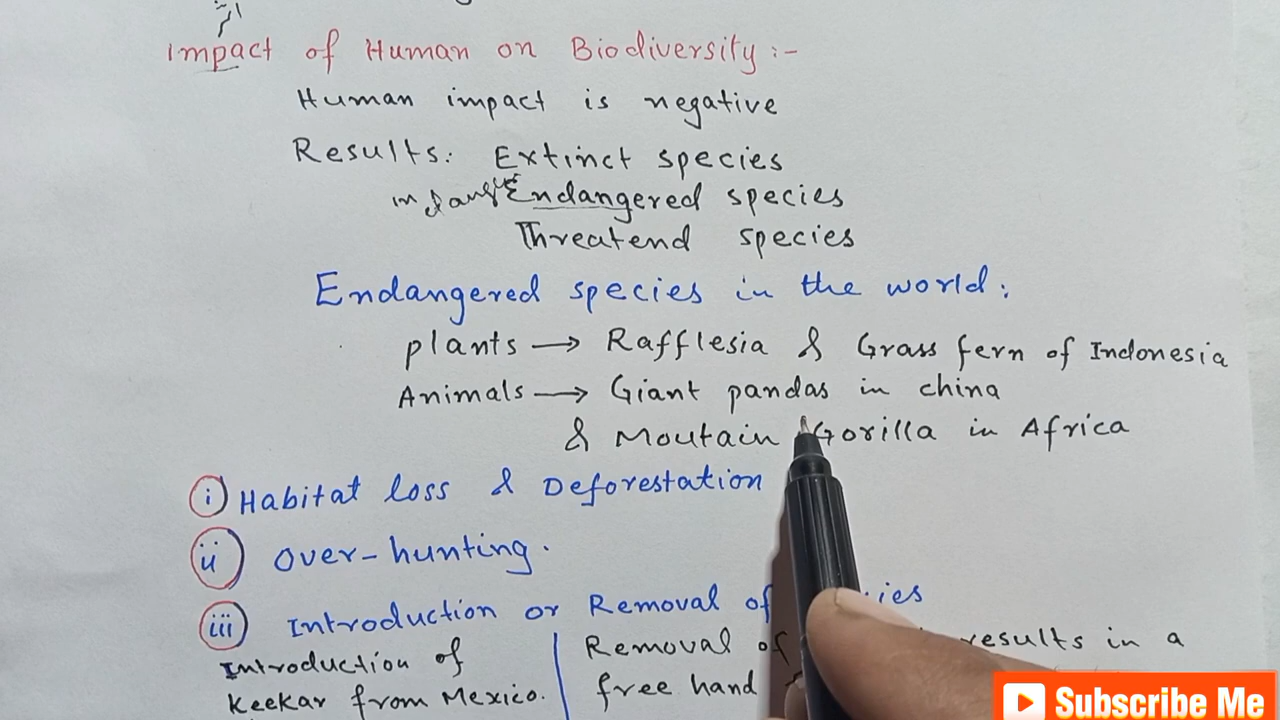 Impact of Human on Biodiversity :-
Human impact is negative
Results: Extinct species
in danger Endangered species
Threatend species
Endangered species in the world:
plants → Rafflesia & Grass fern of Indonesia
Animals → Giant pandas in china
& Moutain Gorilla in Africa
i Habitat loss & Deforestation
ii over-hunting.
iii Introduction or Removal of
Introduction of
keekar from Mexico.
Removal of results in a
free hand
Subscribe Me